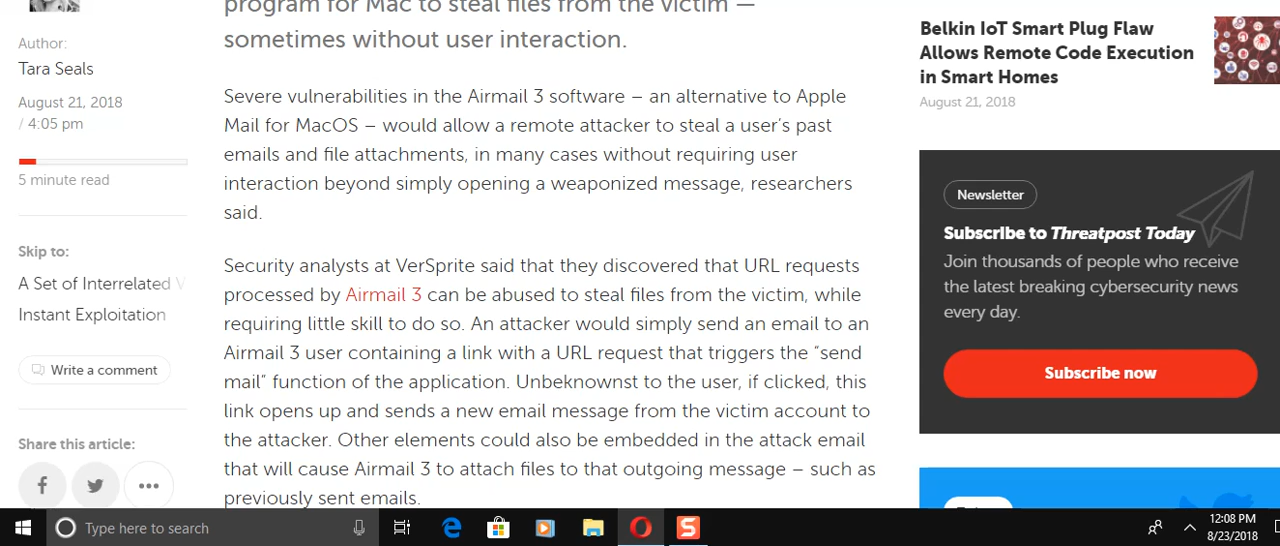 program for Mac to steal files from the victim —
sometimes without user interaction.
Author:
Tara Seals
August 21, 2018
/ 4:05 pm
5 minute read
Skip to:
A Set of Interrelated V
Instant Exploitation
Write a comment
Share this article:
Severe vulnerabilities in the Airmail 3 software – an alternative to Apple
Mail for MacOS – would allow a remote attacker to steal a user's past
emails and file attachments, in many cases without requiring user
interaction beyond simply opening a weaponized message, researchers
said.
Security analysts at VerSprite said that they discovered that URL requests
processed by Airmail 3 can be abused to steal files from the victim, while
requiring little skill to do so. An attacker would simply send an email to an
Airmail 3 user containing a link with a URL request that triggers the “send
mail” function of the application. Unbeknownst to the user, if clicked, this
link opens up and sends a new email message from the victim account to
the attacker. Other elements could also be embedded in the attack email
that will cause Airmail 3 to attach files to that outgoing message – such as
previously sent emails.
Belkin IoT Smart Plug Flaw
Allows Remote Code Execution
in Smart Homes
August 21, 2018
Newsletter
Subscribe to Threatpost Today
Join thousands of people who receive
the latest breaking cybersecurity news
every day.
Subscribe now
Type here to search
12:08 PM
8/23/2018